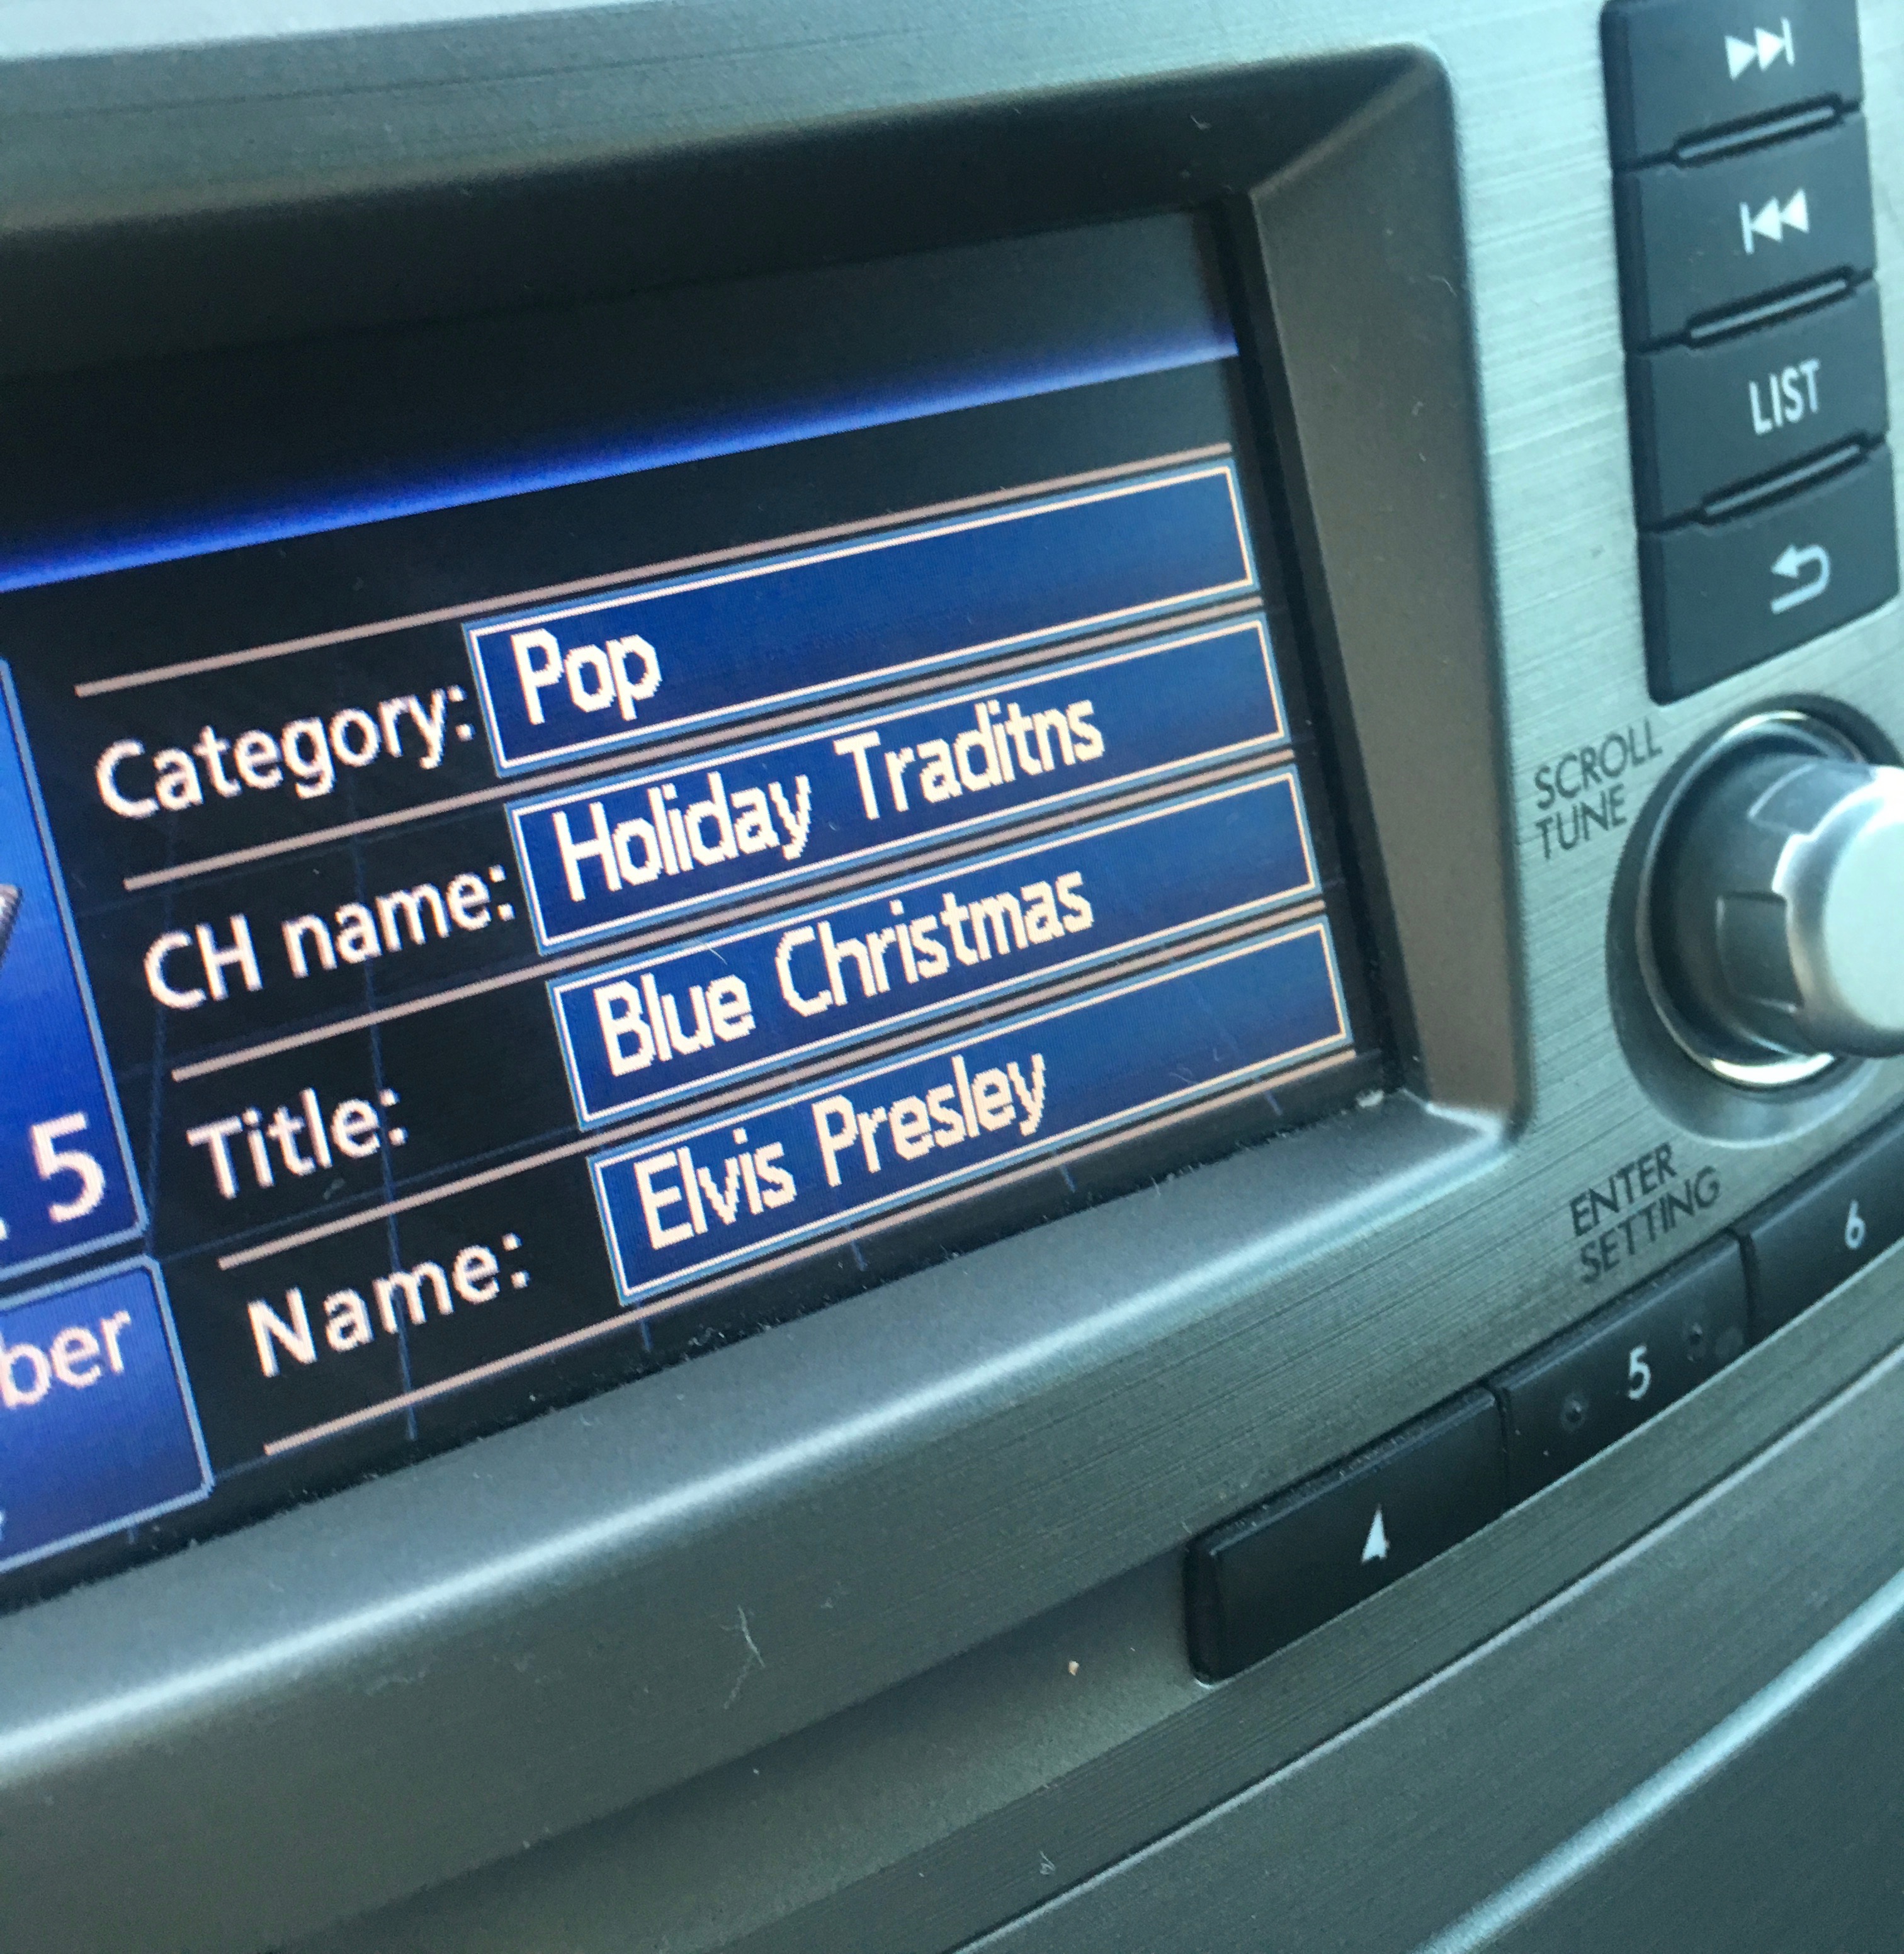 LIST
Category: Pop
CH name: Holiday Traditns
Title: Blue Christmas
Name: Elvis Presley
5
ber
SCROLL
TUNE
ENTER
SETTING
4
5
6